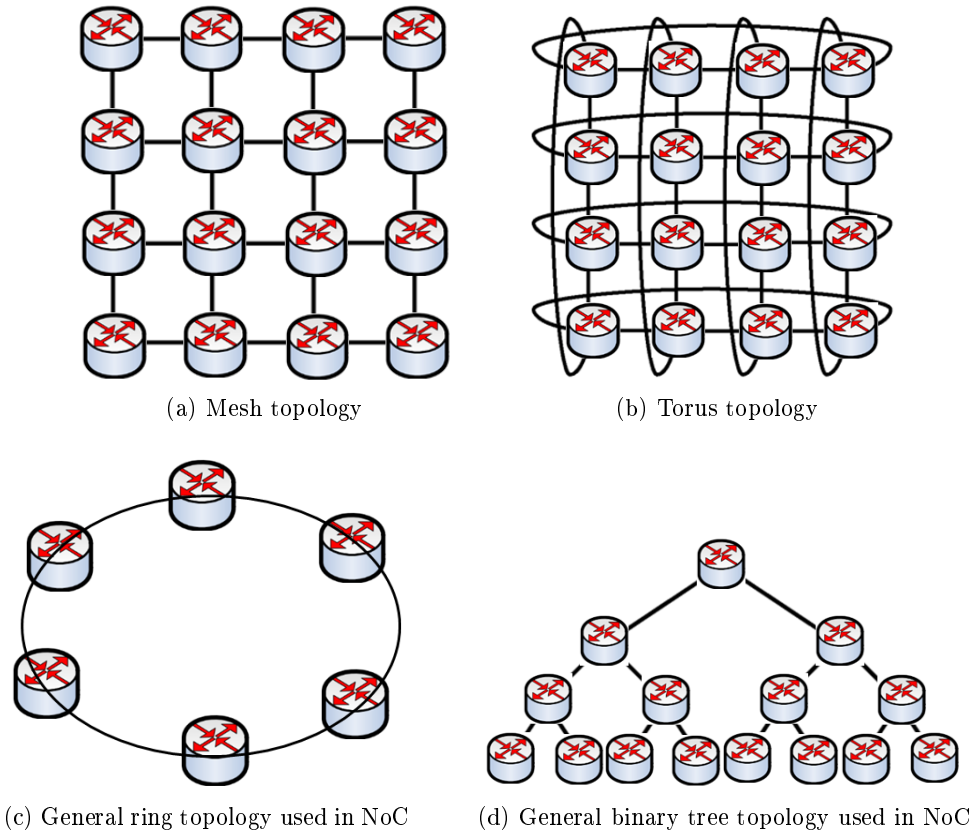 (a) Mesh topology
(b) Torus topology
(c) General ring topology used in NoC
(d) General binary tree topology used in NoC